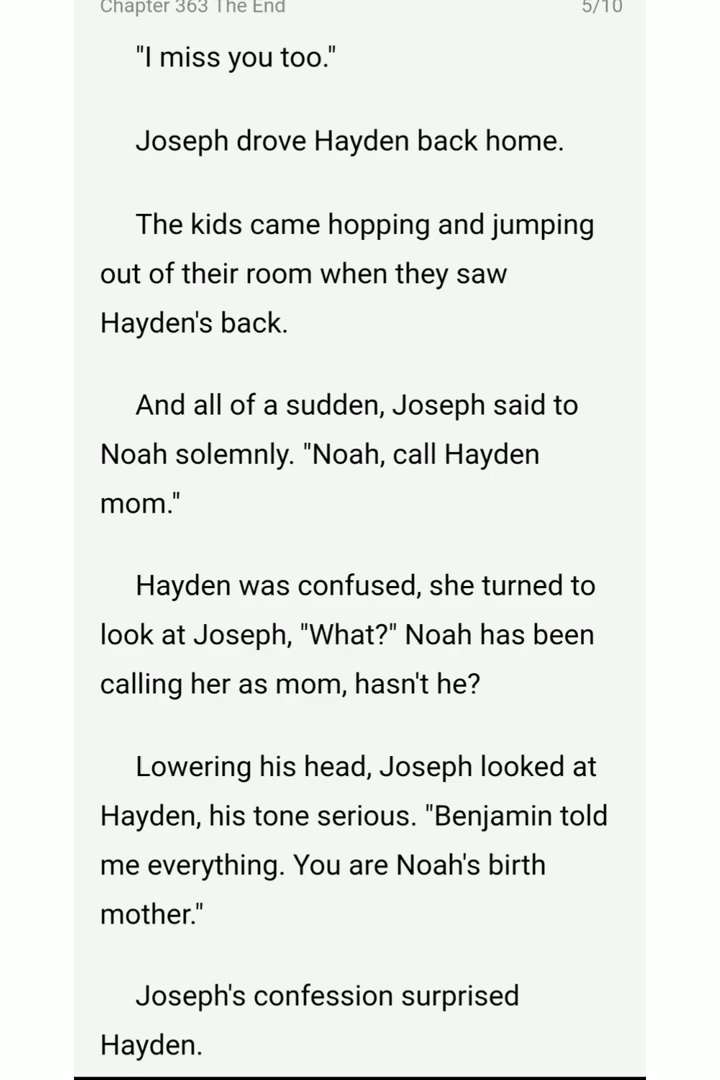 Chapter 363 The End 5/10
"I miss you too."
Joseph drove Hayden back home.
The kids came hopping and jumping
out of their room when they saw
Hayden's back.
And all of a sudden, Joseph said to
Noah solemnly. "Noah, call Hayden
mom."
Hayden was confused, she turned to
look at Joseph, "What?" Noah has been
calling her as mom, hasn't he?
Lowering his head, Joseph looked at
Hayden, his tone serious. "Benjamin told
me everything. You are Noah's birth
mother."
Joseph's confession surprised
Hayden.